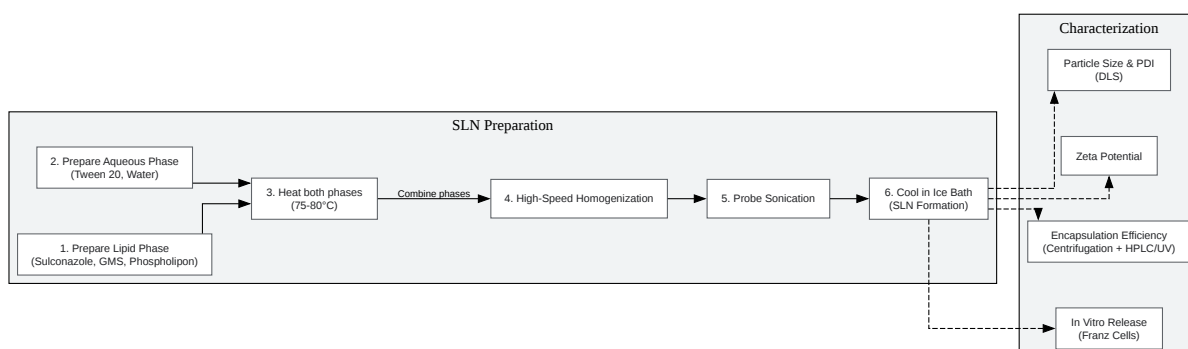 Characterization
Particle Size & PDI
(DLS)
SLN Preparation
2. Prepare Aqueous Phase
(Tween 20, Water)
Zeta Potential
3. Heat both phases
(75-80°C)
Combine phases
4. High-Speed Homogenization
5. Probe Sonication
6. Cool in Ice Bath
(SLN Formation)
1. Prepare Lipid Phase
(Sulconazole, GMS, Phospholipon)
Encapsulation Efficiency
(Centrifugation + HPLC/UV)
In Vitro Release
(Franz Cells)